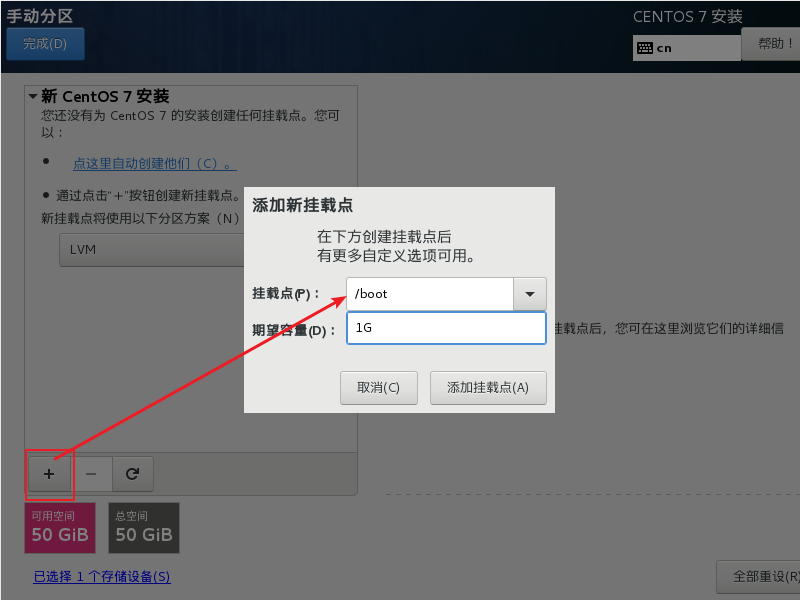 手动分区
CENTOS 7 安装
完成(D)
cn
帮助！
新 CentOS 7 安装
您还没有为 CentOS 7 的安装创建任何挂载点。您可
以：
点这里自动创建他们（C）。
通过点击“+”按钮创建新挂载点。
新挂载点将使用以下分区方案（N）
LVM
添加新挂载点
在下方创建挂载点后
有更多自定义选项可用。
挂载点(P)：
/boot
期望容量(D)：
1G
取消(C)
添加挂载点(A)
挂载点后，您可在这里浏览它们的详细信
+
−
可用空间
50 GiB
总空间
50 GiB
已选择 1 个存储设备(S)
全部重设(R)